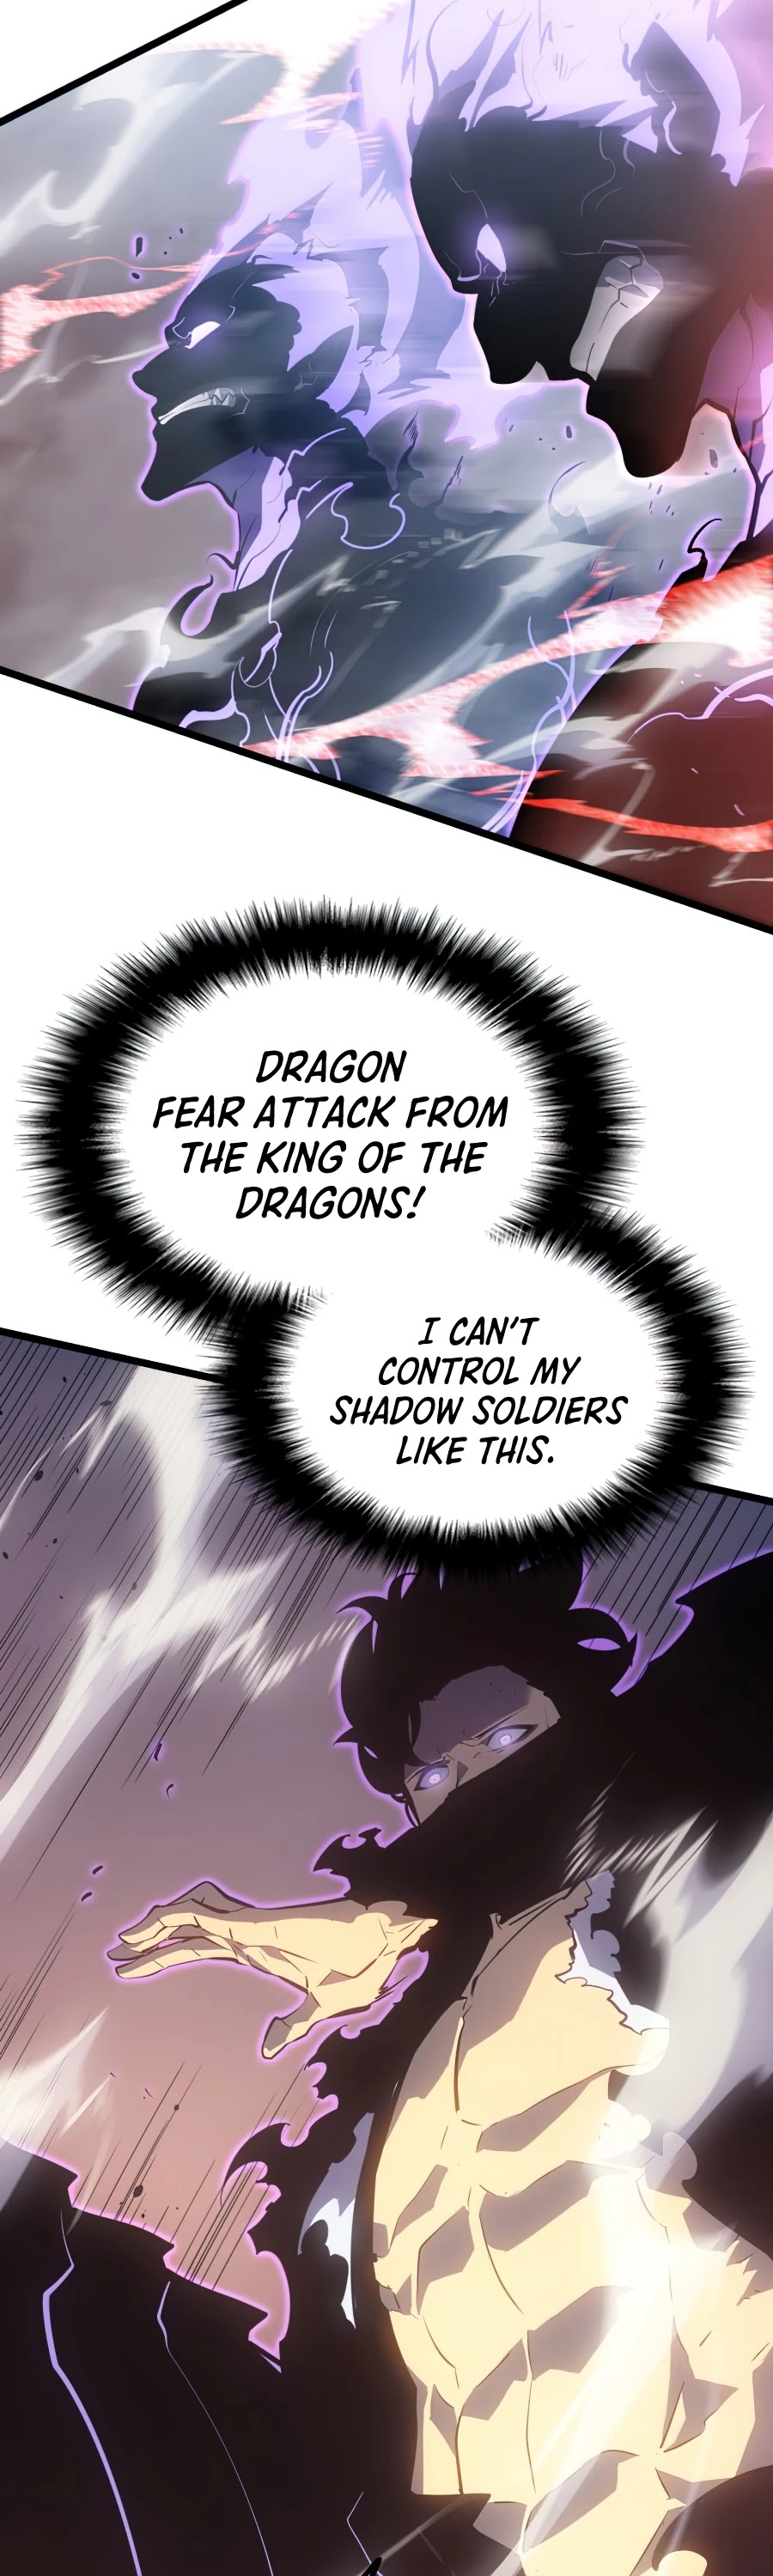 DRAGON
FEAR ATTACK FROM
THE KING OF THE
DRAGONS!
I CAN'T
CONTROL MY
SHADOW SOLDIERS
LIKE THIS.